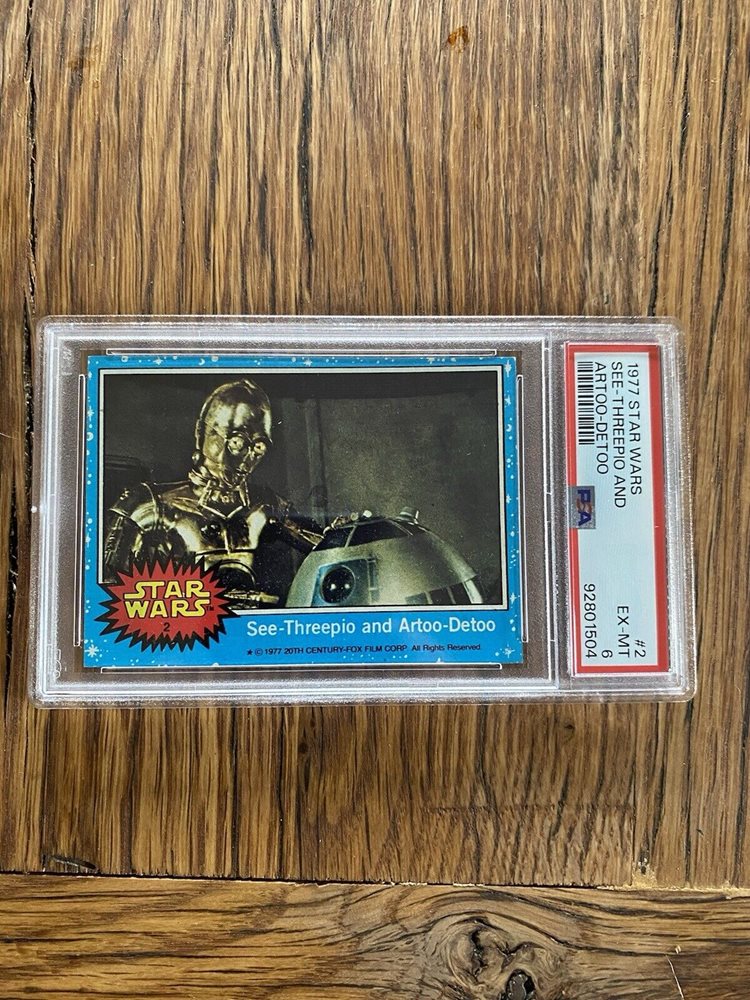 STAR
WARS
2
See-Threepio and Artoo-Detoo
★ © 1977 20TH CENTURY-FOX FILM CORP. All Rights Reserved.
1977 STAR WARS
SEE-THREEPIO AND
ARTOO-DETOO
PSA
#2
EX-MT
6
92801504